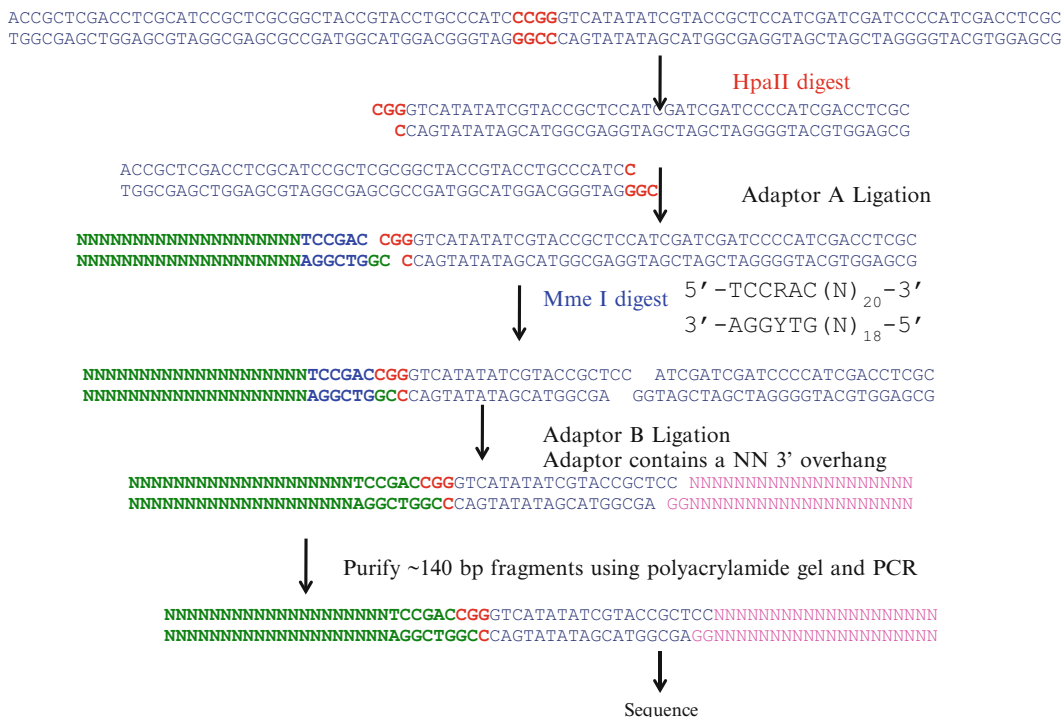 ACCGCTCGACCTCGCATCCGCTCGCGGCTACCGTACCTGCCCATCCCGGGTCATATATCGTACCGCTCCATCGATCGATCCCCATCGACCTCGC
TGGCGAGCTGGAGCGTAGGCGAGCGCCGATGGCATGGACGGGTAGGGCCCAGTATATAGCATGGCGAGGTAGCTAGCTAGGGGTACGTGGAGCG
HpaII digest
CGGGTCATATATCGTACCGCTCCATCGATCGATCCCCATCGACCTCGC
CCAGTATATAGCATGGCGAGGTAGCTAGCTAGGGGTACGTGGAGCG
ACCGCTCGACCTCGCATCCGCTCGCGGCTACCGTACCTGCCCATCC
TGGCGAGCTGGAGCGTAGGCGAGCGCCGATGGCATGGACGGGTAGGGC
Adaptor A Ligation
NNNNNNNNNNNNNNNNNNNNTCCGAC CGGGTCATATATCGTACCGCTCCATCGATCGATCCCCATCGACCTCGC
NNNNNNNNNNNNNNNNNNNNAGGCTGGC CCAGTATATAGCATGGCGAGGTAGCTAGCTAGGGGTACGTGGAGCG
Mme I digest
5'-TCCRAC(N)20-3'
3'-AGGYTG(N)18-5'
NNNNNNNNNNNNNNNNNNNNTCCGACCGGGTCATATATCGTACCGCTCC ATCGATCGATCCCCATCGACCTCGC
NNNNNNNNNNNNNNNNNNNNAGGCTGGCCCAGTATATAGCATGGCGA GGTAGCTAGCTAGGGGTACGTGGAGCG
Adaptor B Ligation
Adaptor contains a NN 3' overhang
NNNNNNNNNNNNNNNNNNNNTCCGACCGGGTCATATATCGTACCGCTCC NNNNNNNNNNNNNNNNNNNN
NNNNNNNNNNNNNNNNNNNNAGGCTGGCCCAGTATATAGCATGGCGA GGNNNNNNNNNNNNNNNNNNNN
Purify ~140 bp fragments using polyacrylamide gel and PCR
NNNNNNNNNNNNNNNNNNNNTCCGACCGGGTCATATATCGTACCGCTCCNNNNNNNNNNNNNNNNNNNN
NNNNNNNNNNNNNNNNNNNNAGGCTGGCCCAGTATATAGCATGGCGAGGNNNNNNNNNNNNNNNNNNNN
Sequence